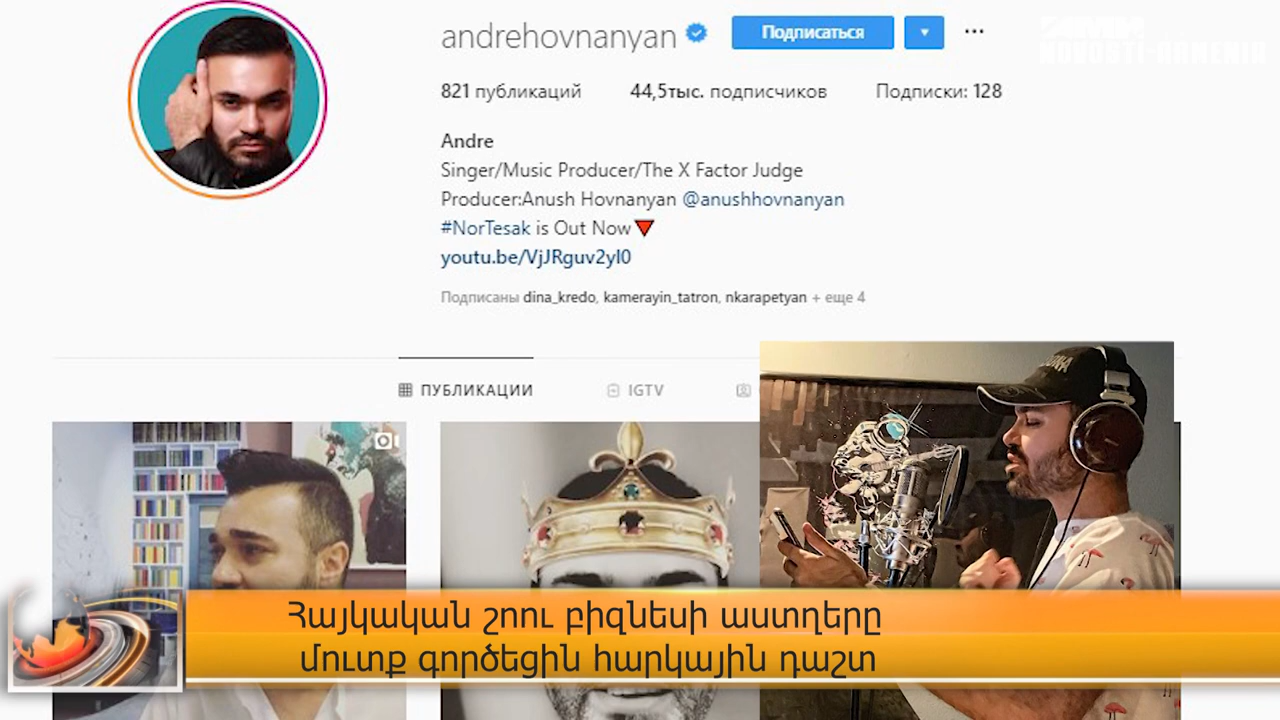 andrehovnanyan
Подписаться
NOVOSTI-ARMENIA
821 публикаций 44,5тыс. подписчиков Подписки: 128
Andre
Singer/Music Producer/The X Factor Judge
Producer:Anush Hovnanyan @anushhovnanyan
#NorTesak is Out Now
youtu.be/VjJRguv2yI0
Подписаны dina_kredo, kamerayin_tatron, nkarapetyan + еще 4
ПУБЛИКАЦИИ IGTV
Հայկական շոու բիզնեսի աստղերը
մուտք գործեցին հարկային դաշտ